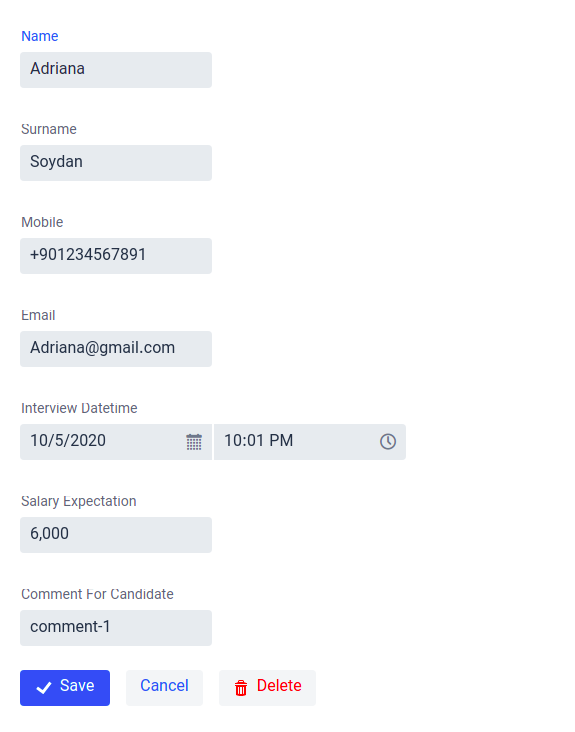 Name
Adriana
Surname
Soydan
Mobile
+901234567891
Email
Adriana@gmail.com
Interview Datetime
10/5/2020 10:01 PM
Salary Expectation
6,000
Comment For Candidate
comment-1
Save Cancel Delete